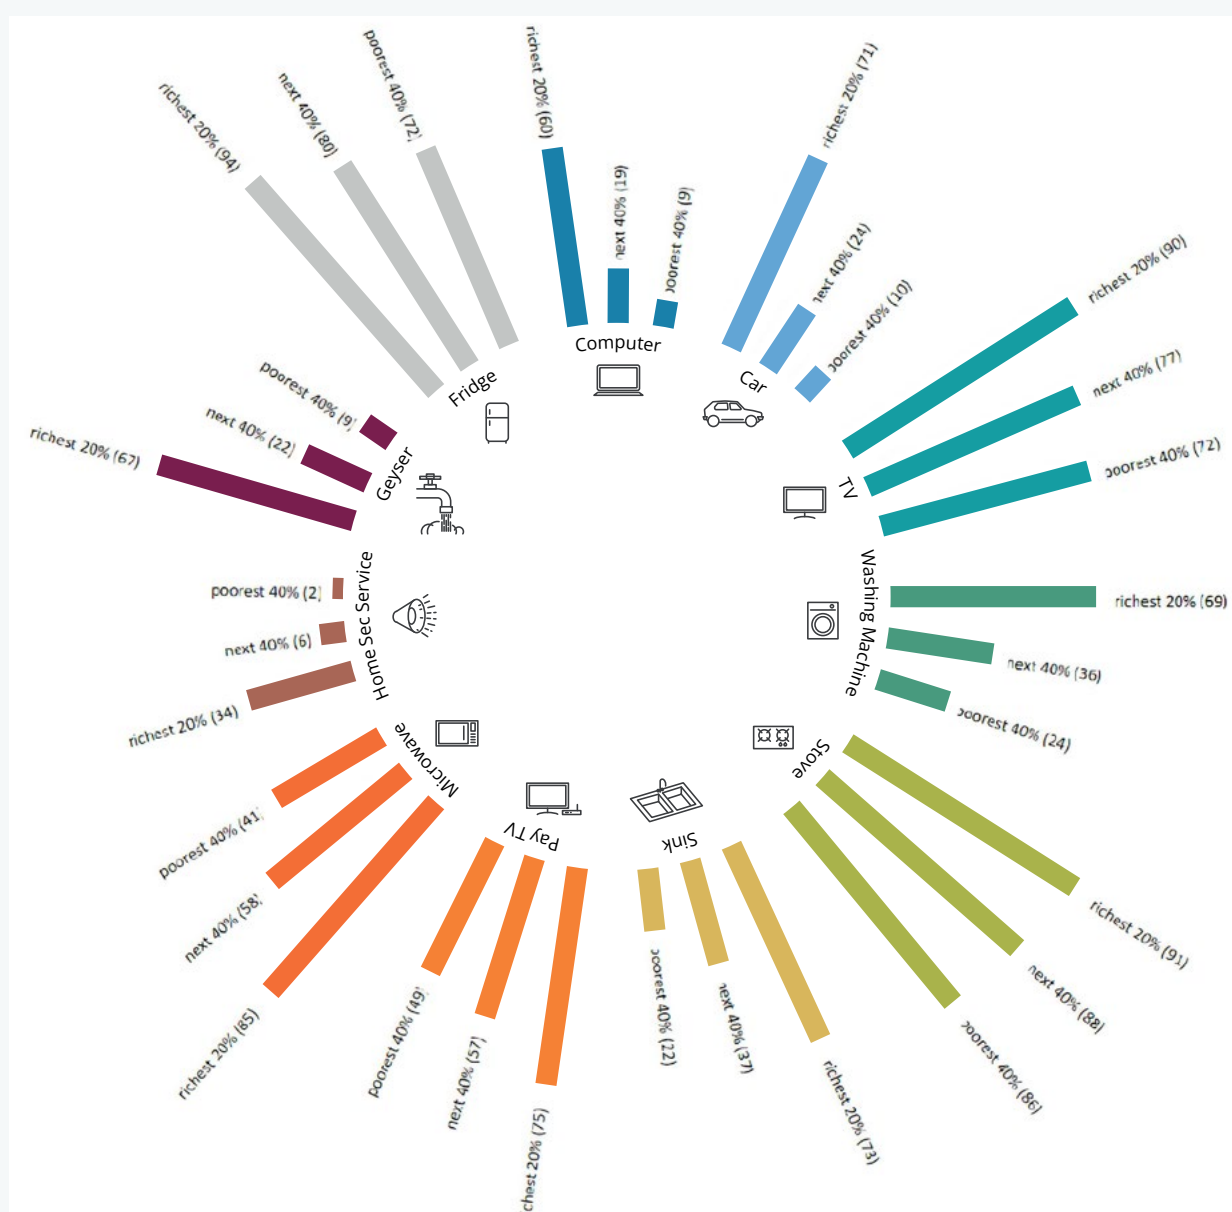 richest 20% (60)
next 40% (19)
poorest 40% (9)
Computer
richest 20% (71)
next 40% (24)
poorest 40% (10)
Car
richest 20% (90)
next 40% (77)
poorest 40% (72)
TV
richest 20% (69)
next 40% (36)
poorest 40% (24)
Washing Machine
richest 20% (91)
next 40% (88)
poorest 40% (86)
Stove
richest 20% (73)
next 40% (37)
poorest 40% (22)
Sink
chest 20% (75)
next 40% (57)
poorest 40% (49)
Pay TV
richest 20% (85)
next 40% (58)
poorest 40% (41)
Microwave
richest 20% (34)
next 40% (6)
poorest 40% (2)
Home Sec Service
richest 20% (67)
next 40% (22)
poorest 40% (9)
Geyser
richest 20% (94)
next 40% (80)
poorest 40% (72)
Fridge